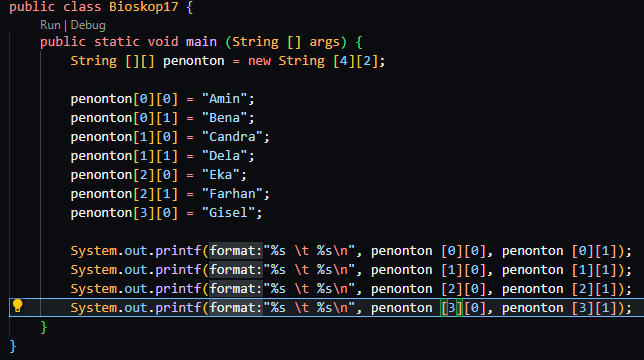 public class Bioskop17 {
Run | Debug
public static void main (String [] args) {
String [][] penonton = new String [4][2];
penonton[0][0] = "Amin";
penonton[0][1] = "Bena";
penonton[1][0] = "Candra";
penonton[1][1] = "Dela";
penonton[2][0] = "Eka";
penonton[2][1] = "Farhan";
penonton[3][0] = "Gisel";
System.out.printf(format:"%s \t %s\n", penonton [0][0], penonton [0][1]);
System.out.printf(format:"%s \t %s\n", penonton [1][0], penonton [1][1]);
System.out.printf(format:"%s \t %s\n", penonton [2][0], penonton [2][1]);
System.out.printf(format:"%s \t %s\n", penonton [3][0], penonton [3][1]);
}
}